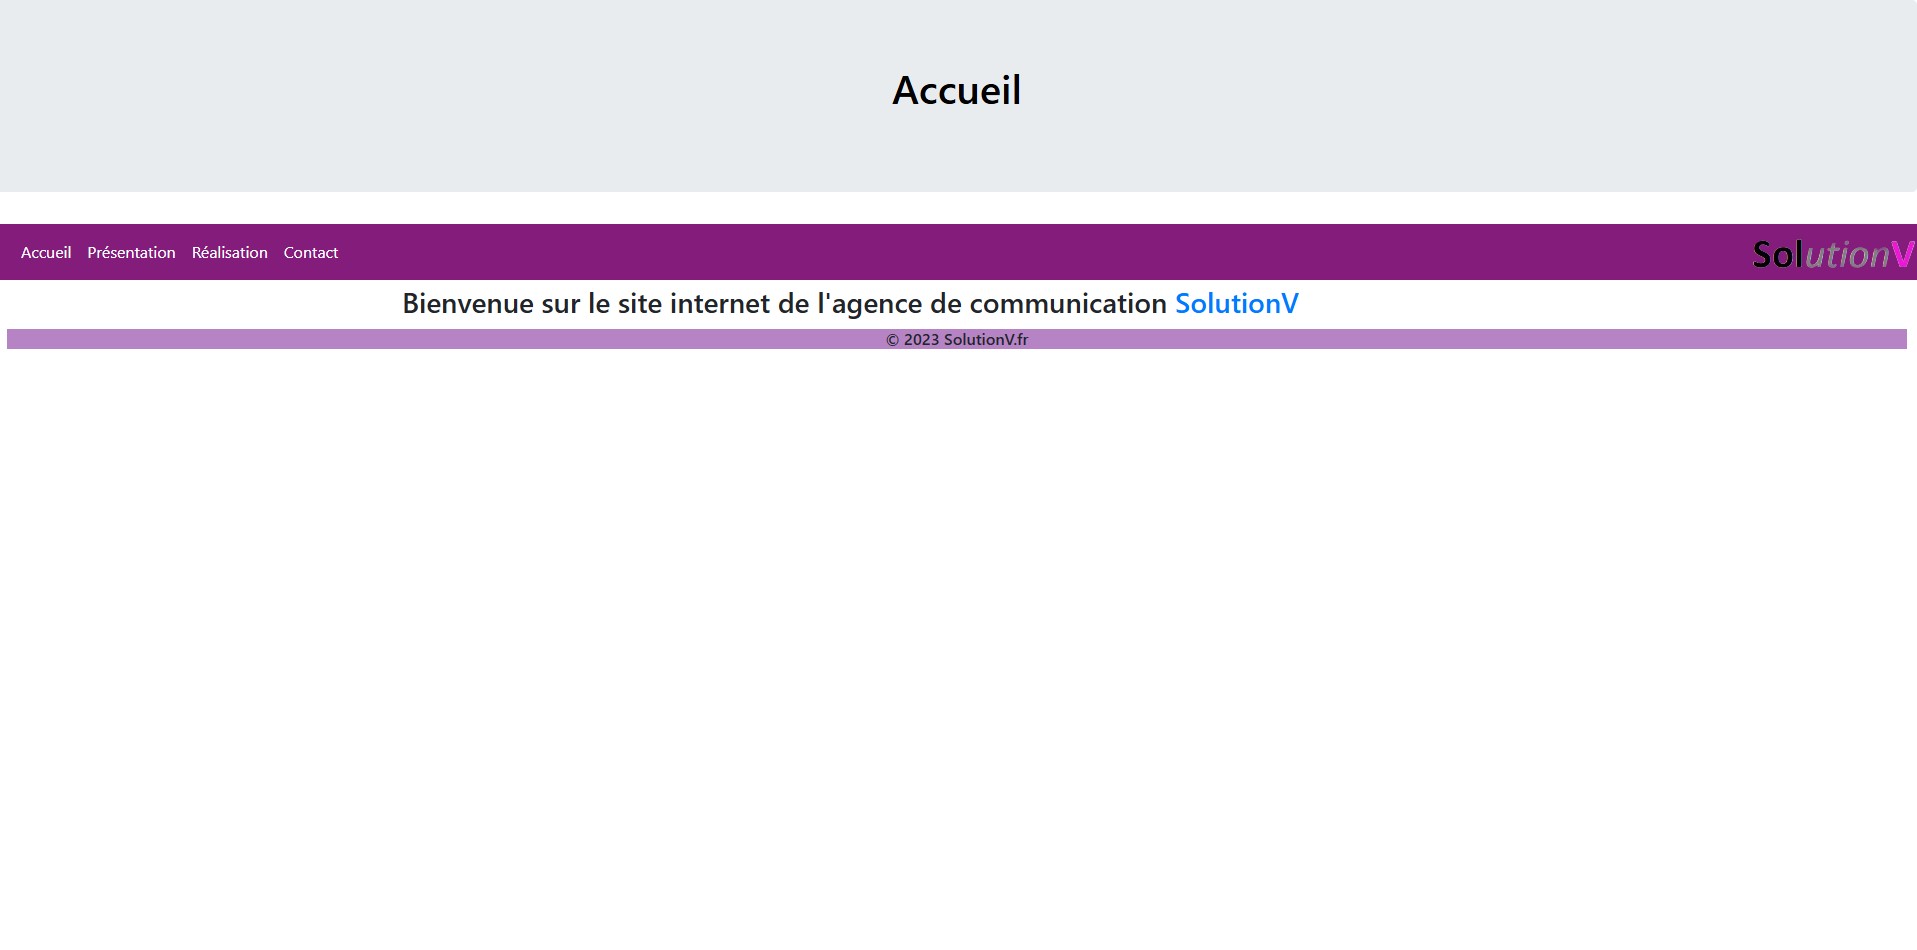 Accueil
Accueil Présentation Réalisation Contact SolutionV
Bienvenue sur le site internet de l'agence de communication SolutionV
© 2023 SolutionV.fr